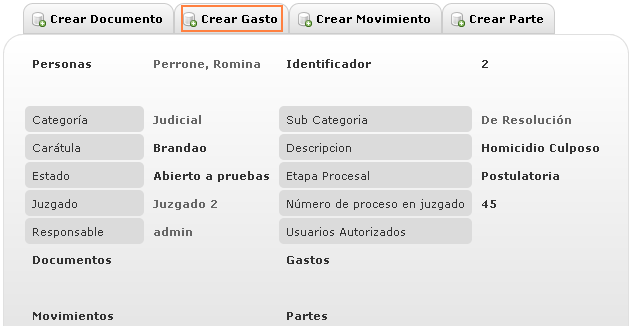 Crear Documento Crear Gasto Crear Movimiento Crear Parte
Personas Perrone, Romina Identificador 2
Categoría Judicial Sub Categoria De Resolución
Carátula Brandao Descripcion Homicidio Culposo
Estado Abierto a pruebas Etapa Procesal Postulatoria
Juzgado Juzgado 2 Número de proceso en juzgado 45
Responsable admin Usuarios Autorizados
Documentos Gastos
Movimientos Partes